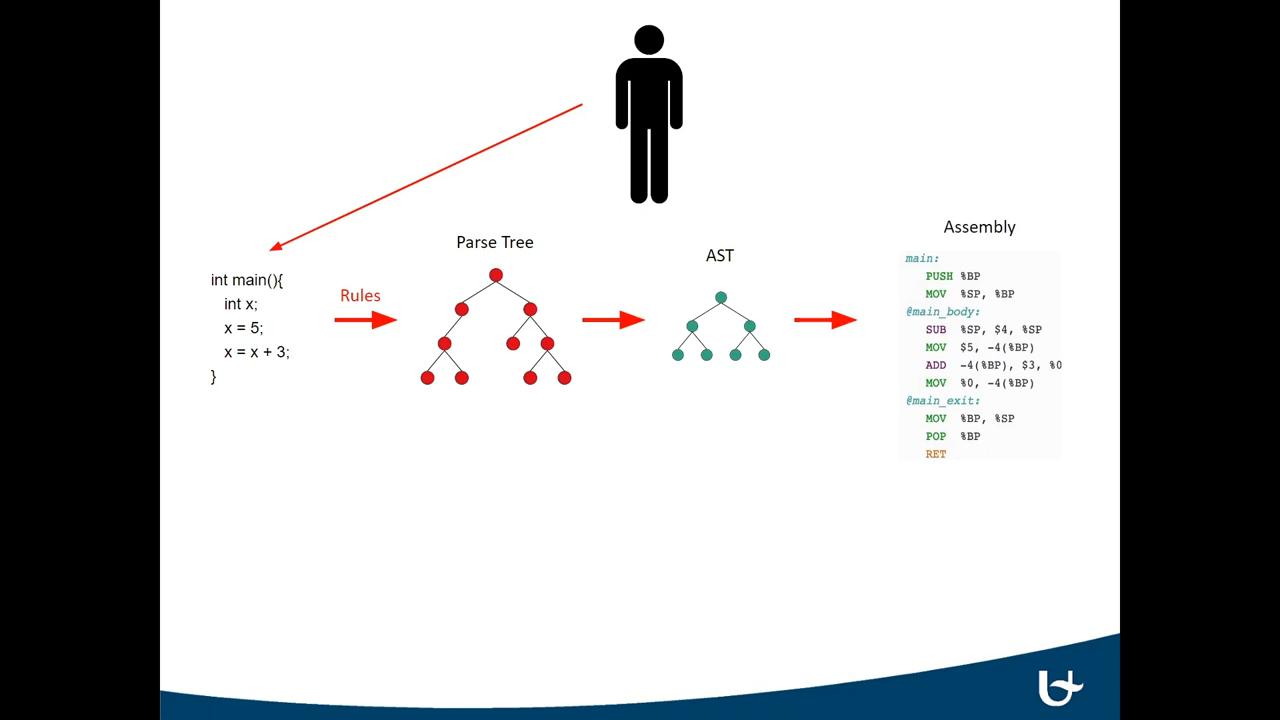 Assembly
Parse Tree
AST
int main(){
int x;
x = 5;
x = x + 3;
}
Rules
main:
PUSH %BP
MOV %SP, %BP
@main_body:
SUB %SP, $4, %SP
MOV $5, -4(%BP)
ADD -4(%BP), $3, %0
MOV %0, -4(%BP)
@main_exit:
MOV %BP, %SP
POP %BP
RET